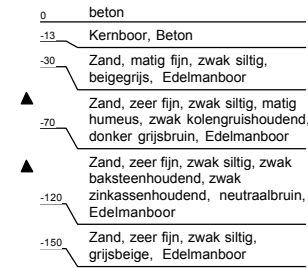 0 beton
-13 Kernboor, Beton
-30 Zand, matig fijn, zwak siltig,
beigegrijs, Edelmanboor
Zand, zeer fijn, zwak siltig, matig
-70 humeus, zwak kolengruishoudend,
donker grijsbruin, Edelmanboor
Zand, zeer fijn, zwak siltig, zwak
baksteenhoudend, zwak
-120 zinkassenhoudend, neutraalbruin,
Edelmanboor
-150 Zand, zeer fijn, zwak siltig,
grijsbeige, Edelmanboor